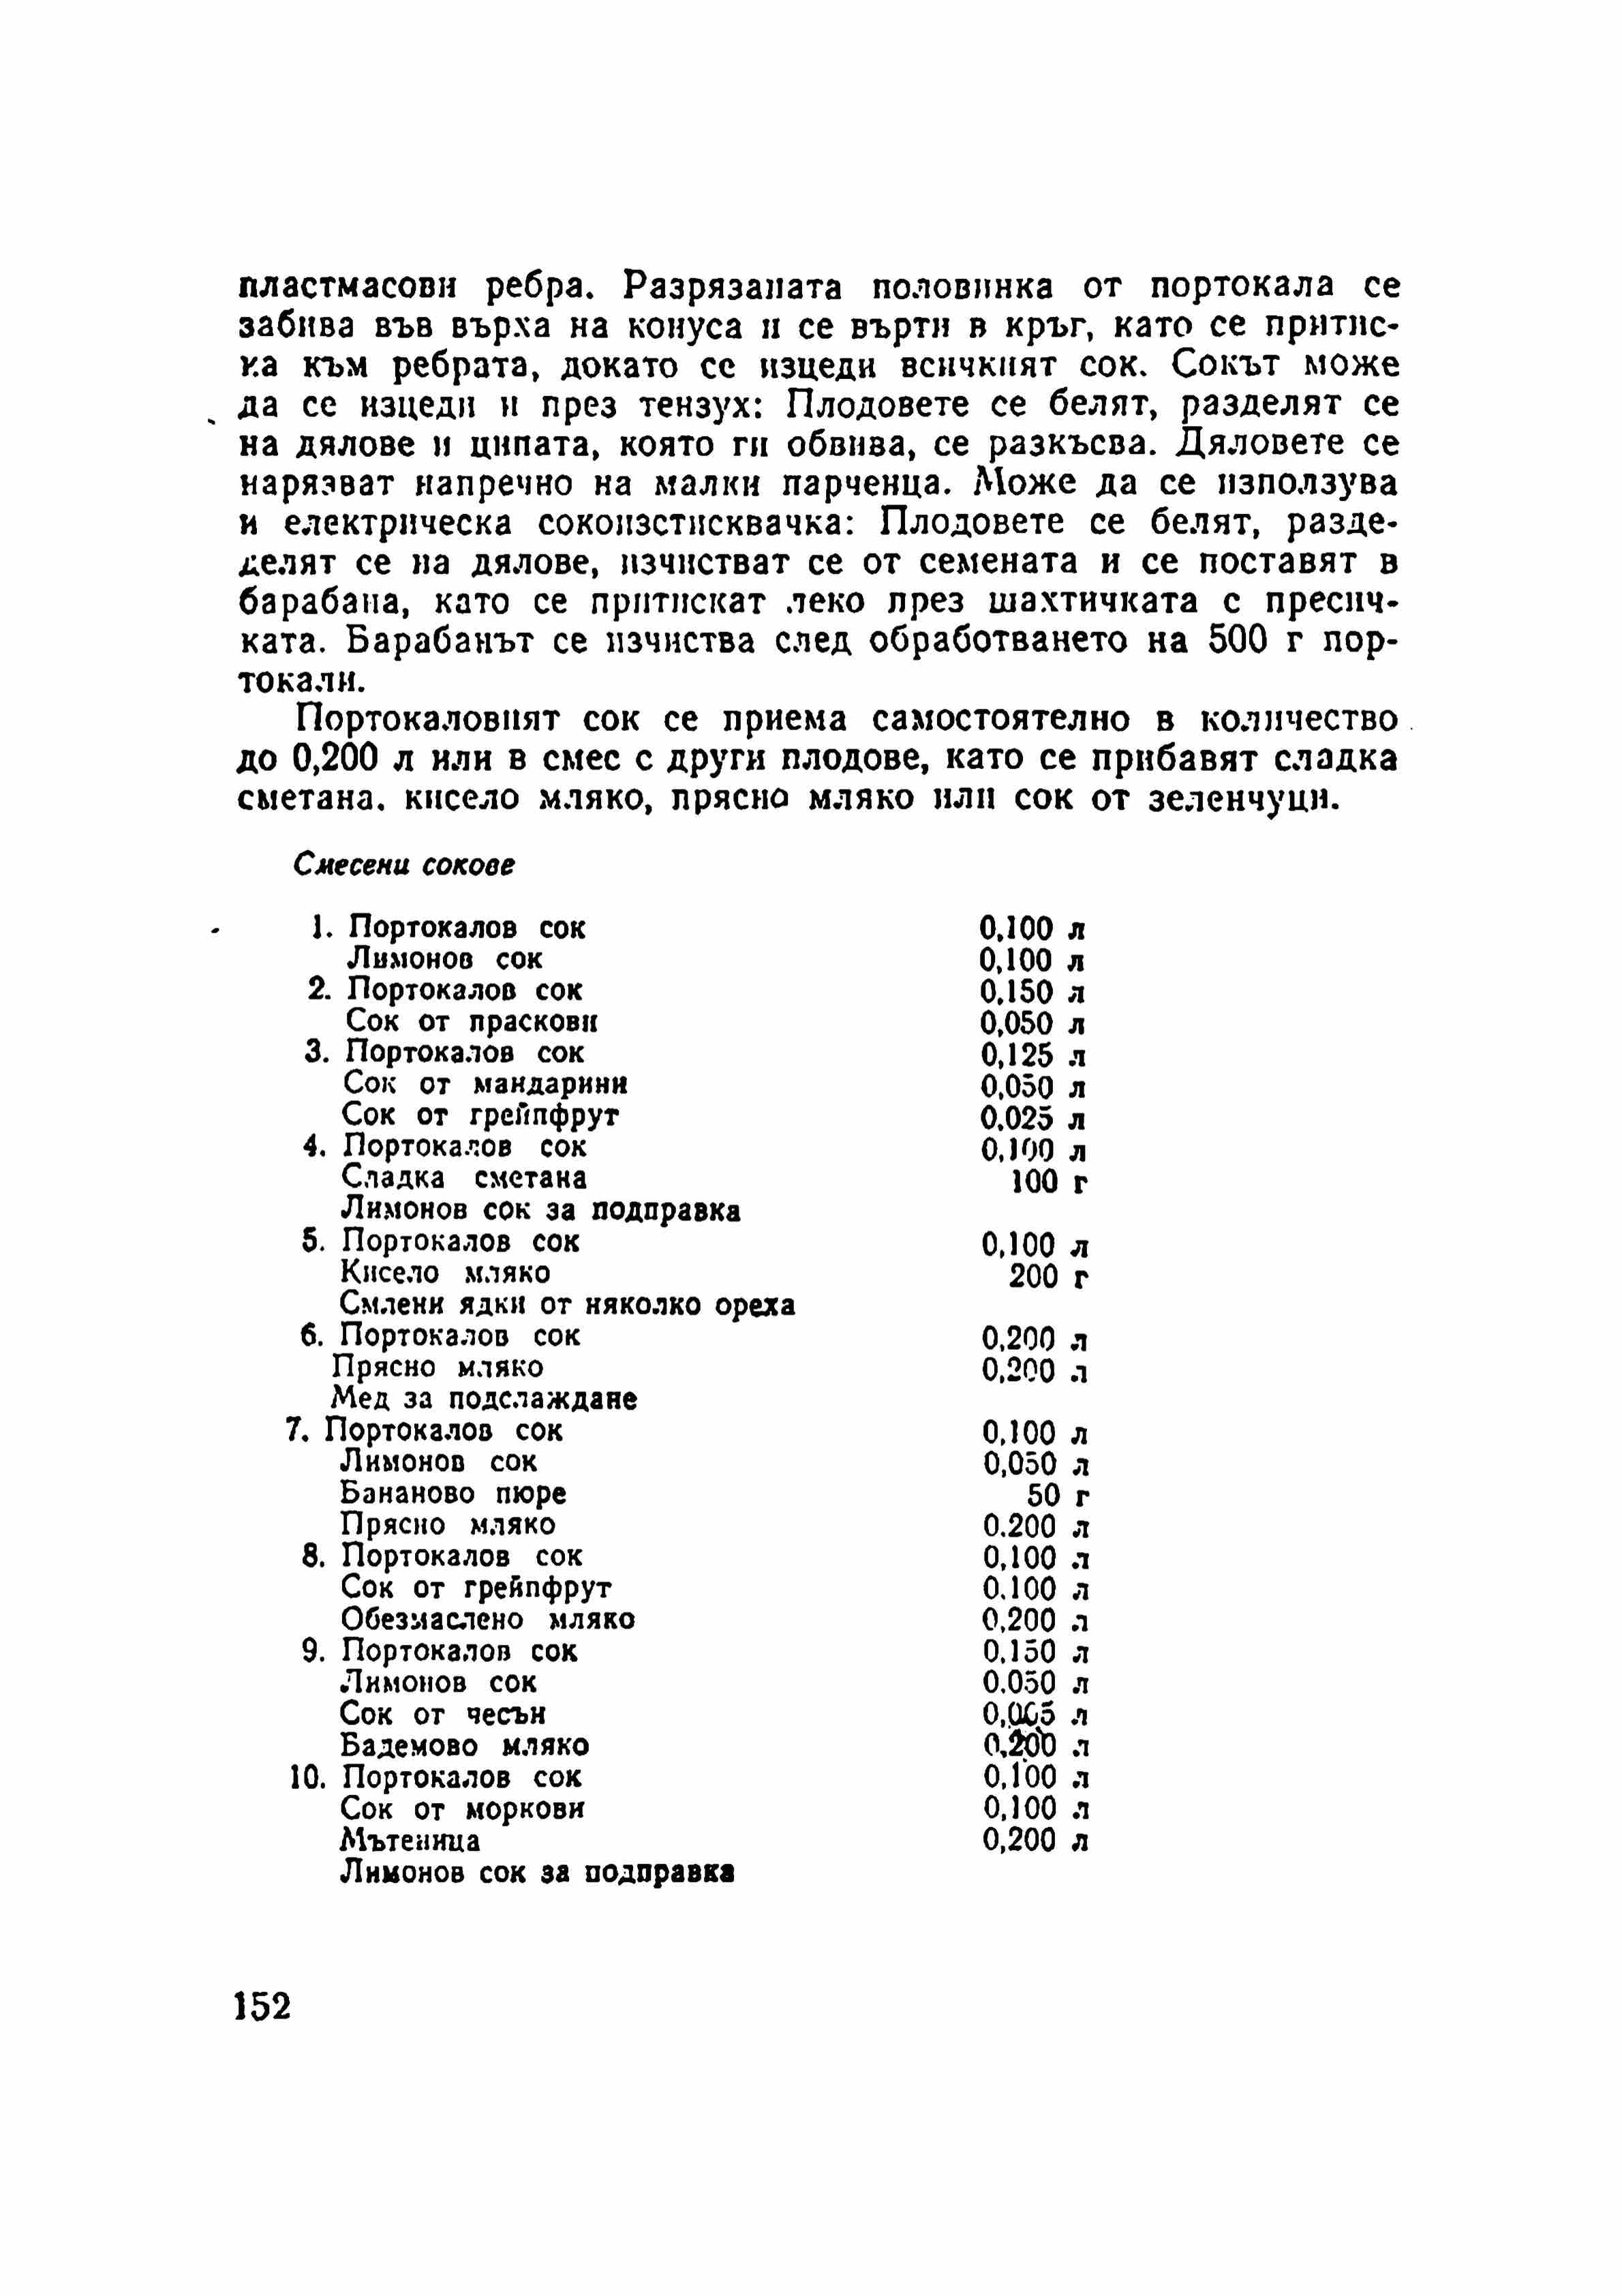 пластмасови ребра. Разрязаната половинка от портокала се
забива във върха на конуса и се върти в кръг, като се притис-
ка към ребрата, докато се изцеди всичкият сок. Сокът може
да се изцеди и през тензух: Плодовете се белят, разделят се
на дялове и ципата, която ги обвива, се разкъсва. Дяловете се
нарязват напречно на малки парченца. Може да се използува
и електрическа сокоизстисквачка: Плодовете се белят, разде-
делят се на дялове, изчистват се от семената и се поставят в
барабана, като се притискат леко през шахтичката с пресич-
ката. Барабанът се изчиства след обработването на 500 г пор-
токали.
Портокаловият сок се приема самостоятелно в количество
до 0,200 л или в смес с други плодове, като се прибавят сладка
сметана. кисело мляко, прясно мляко или сок от зеленчуци.
Смесени сокове
1. Портокалов сок 0,100 л
Лимонов сок 0,100 л
2. Портокалов сок 0,150 л
Сок от праскови 0,050 л
3. Портокалов сок 0,125 л
Сок от мандарини 0,050 л
Сок от грейпфрут 0,025 л
4. Портокалов сок 0,100 л
Сладка сметана 100 г
Лимонов сок за подправка
5. Портокалов сок 0,100 л
Кисело мляко 200 г
Смлени ядки от няколко ореха
6. Портокалов сок 0,200 л
Прясно мляко 0,200 л
Мед за подслаждане
7. Портокалов сок 0,100 л
Лимонов сок 0,050 л
Бананово пюре 50 г
Прясно мляко 0.200 л
8. Портокалов сок 0,100 л
Сок от грейпфрут 0.100 л
Обезмаслено мляко 0,200 л
9. Портокалов сок 0,150 л
Лимонов сок 0.050 л
Сок от чесън 0,005 л
Бадемово мляко 0,200 л
10. Портокалов сок 0,100 л
Сок от моркови 0,100 л
Мътеница 0,200 л
Лимонов сок за подправка
152